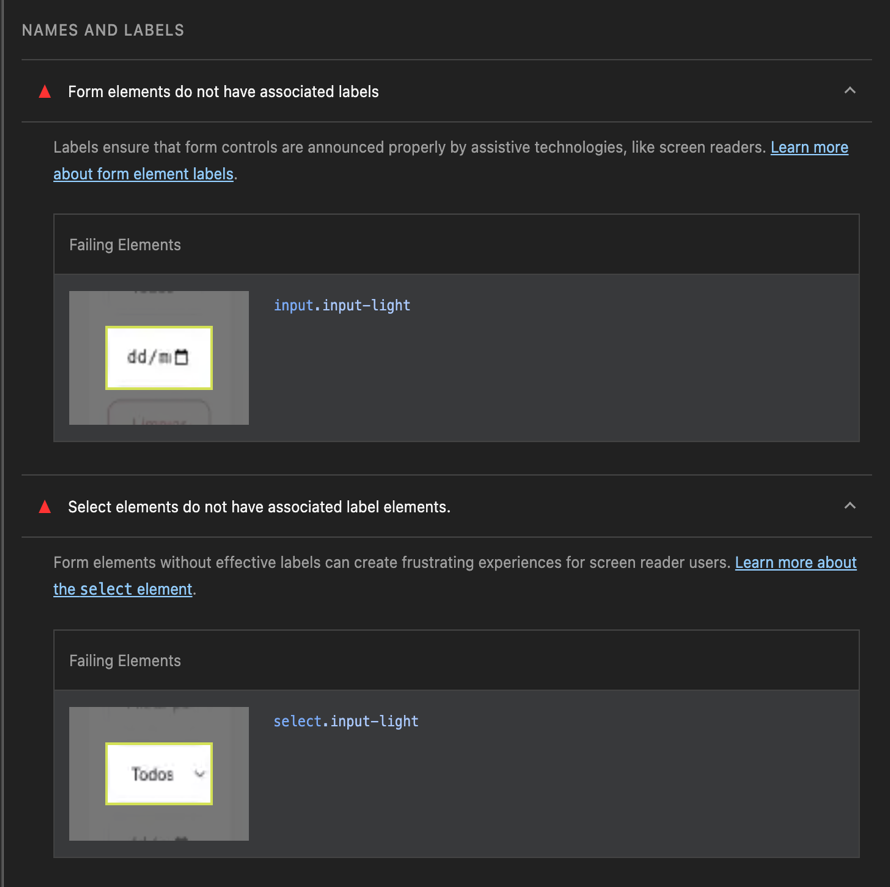 NAMES AND LABELS
Form elements do not have associated labels
Labels ensure that form controls are announced properly by assistive technologies, like screen readers. Learn more
about form element labels.
Failing Elements
input.input-light
dd/m
Select elements do not have associated label elements.
Form elements without effective labels can create frustrating experiences for screen reader users. Learn more about
the select element.
Failing Elements
select.input-light
Todos